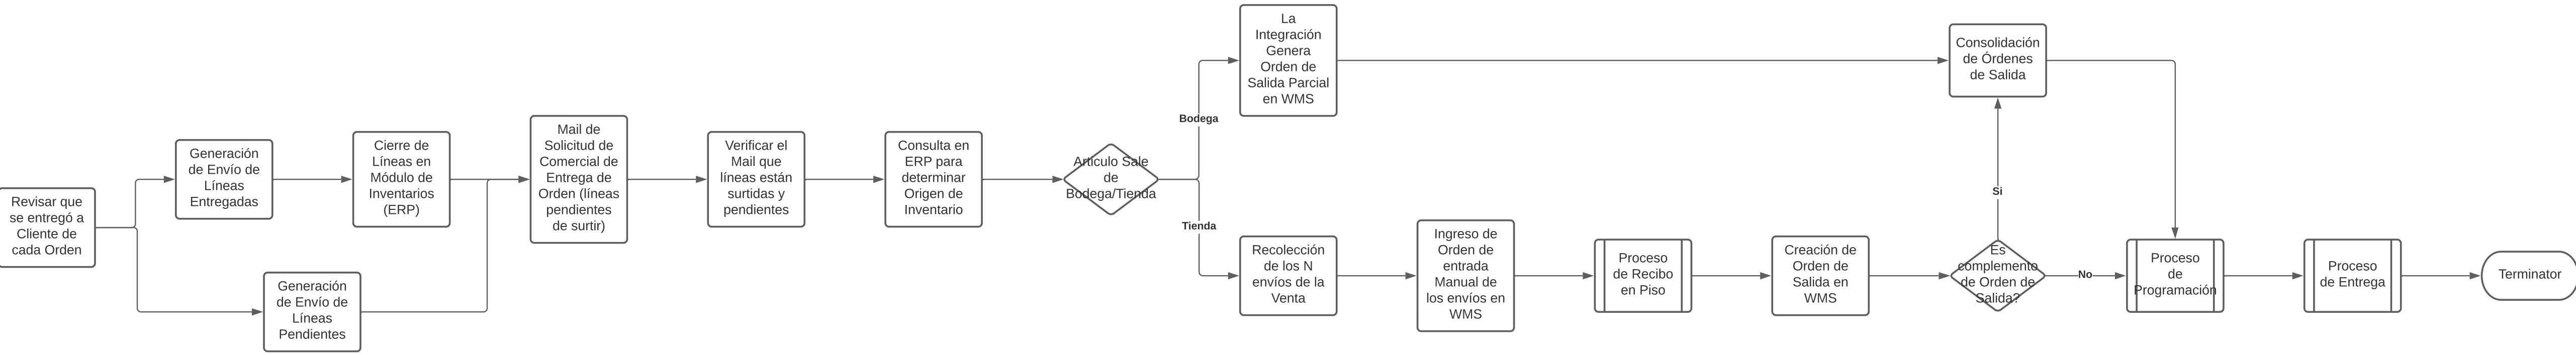 Revisar que
se entregó a
Cliente de
cada Orden
Generación
de Envío de
Líneas
Entregadas
Generación
de Envío de
Líneas
Pendientes
Cierre de
Líneas en
Módulo de
Inventarios
(ERP)
Mail de
Solicitud de
Comercial de
Entrega de
Orden (líneas
pendientes
de surtir)
Verificar el
Mail que
líneas están
surtidas y
pendientes
Consulta en
ERP para
determinar
Origen de
Inventario
Articulo Sale
de
Bodega/Tienda
Bodega
La
Integración
Genera
Orden de
Salida Parcial
en WMS
Tienda
Recolección
de los N
envíos de la
Venta
Ingreso de
Orden de
entrada
Manual de
los envíos en
WMS
Proceso
de Recibo
en Piso
Creación de
Orden de
Salida en
WMS
Es
complemento
de Orden de
Salida?
Si
Consolidación
de Órdenes
de Salida
No
Proceso
de
Programación
Proceso
de Entrega
Terminator